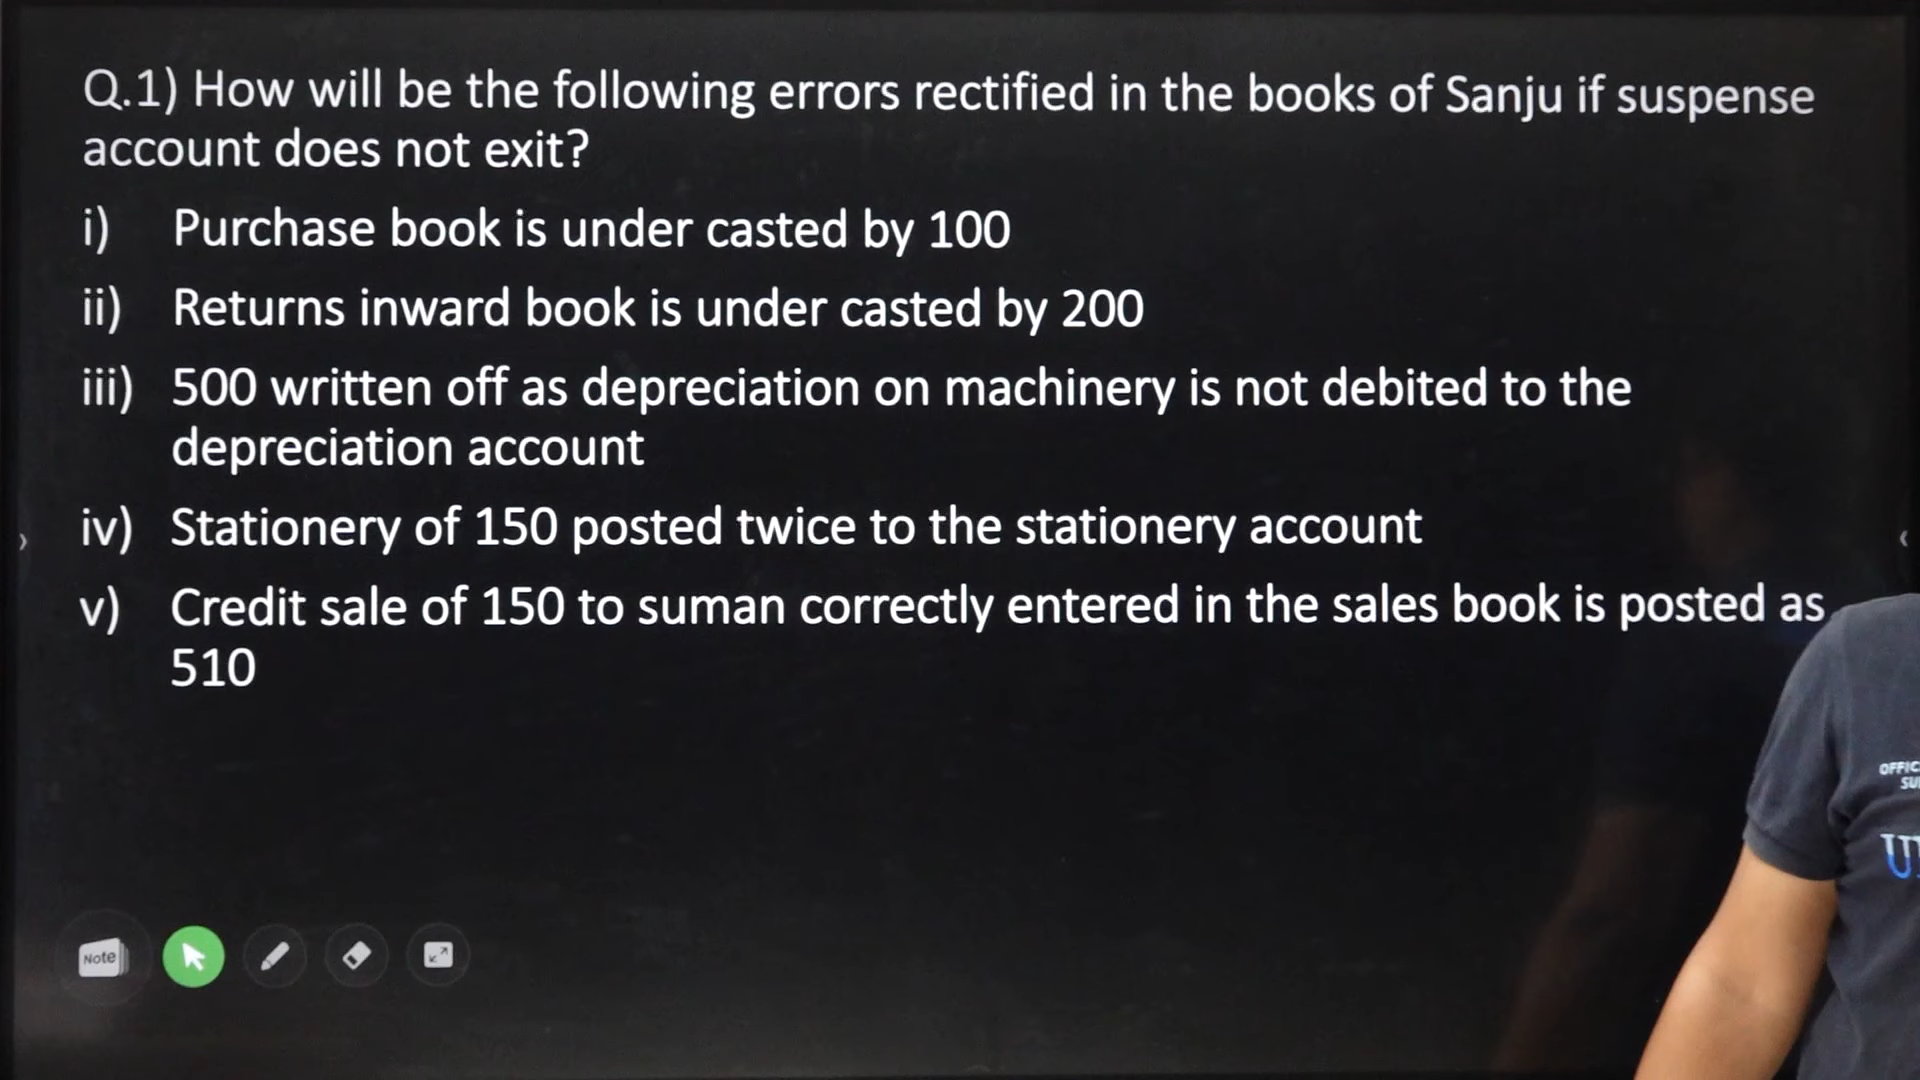 Q.1) How will be the following errors rectified in the books of Sanju if suspense
account does not exit?
i) Purchase book is under casted by 100
ii) Returns inward book is under casted by 200
iii) 500 written off as depreciation on machinery is not debited to the
depreciation account
iv) Stationery of 150 posted twice to the stationery account
v) Credit sale of 150 to suman correctly entered in the sales book is posted as
510
Note